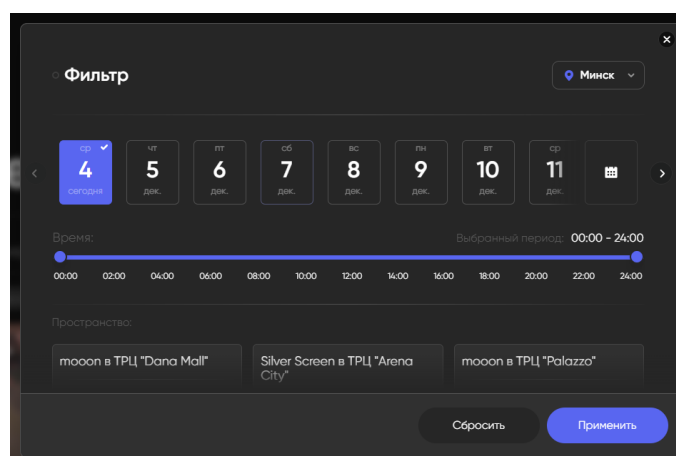 Фильтр
Минск
ср чт пт сб вс пн вт ср
4 5 6 7 8 9 10 11
сегодня дек. дек. дек. дек. дек. дек. дек.
Время: Выбранный период: 00:00 - 24:00
00:00 02:00 04:00 06:00 08:00 10:00 12:00 14:00 16:00 18:00 20:00 22:00 24:00
Пространство:
mooon в ТРЦ "Dana Mall" Silver Screen в ТРЦ "Arena mooon в ТРЦ "Palazzo"
City"
Сбросить Применить